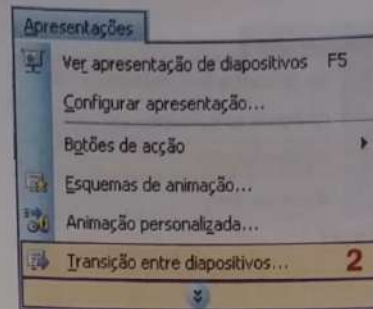 Apresentações
Ver apresentação de diapositivos F5
Configurar apresentação...
Botões de acção
Esquemas de animação...
Animação personalizada...
Transição entre diapositivos... 2